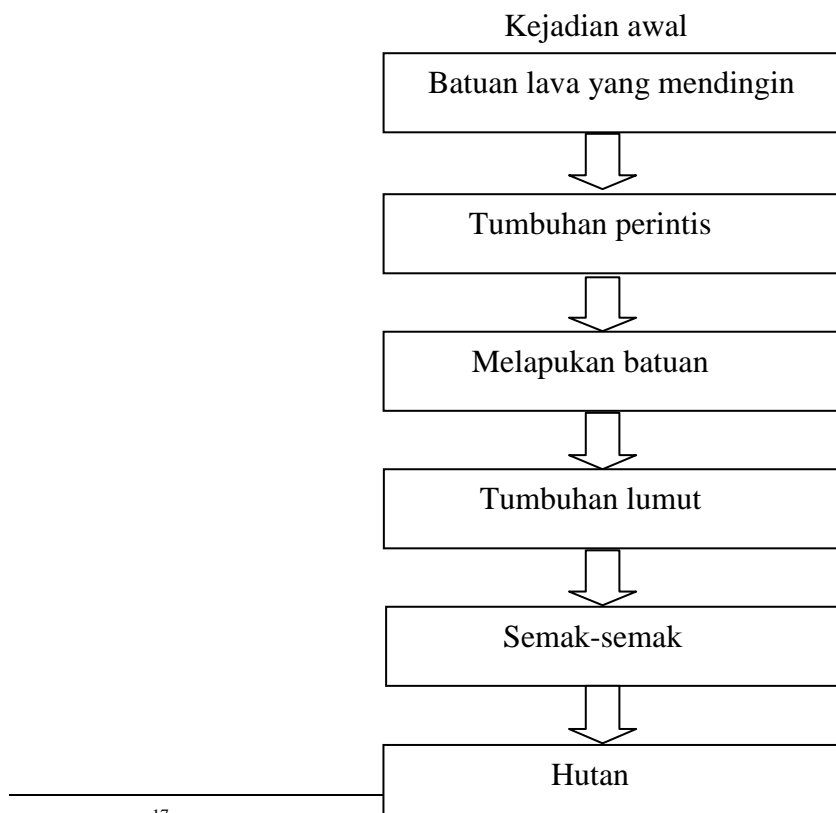 Kejadian awal
Batuan lava yang mendingin
Tumbuhan perintis
Melapukan batuan
Tumbuhan lumut
Semak-semak
Hutan